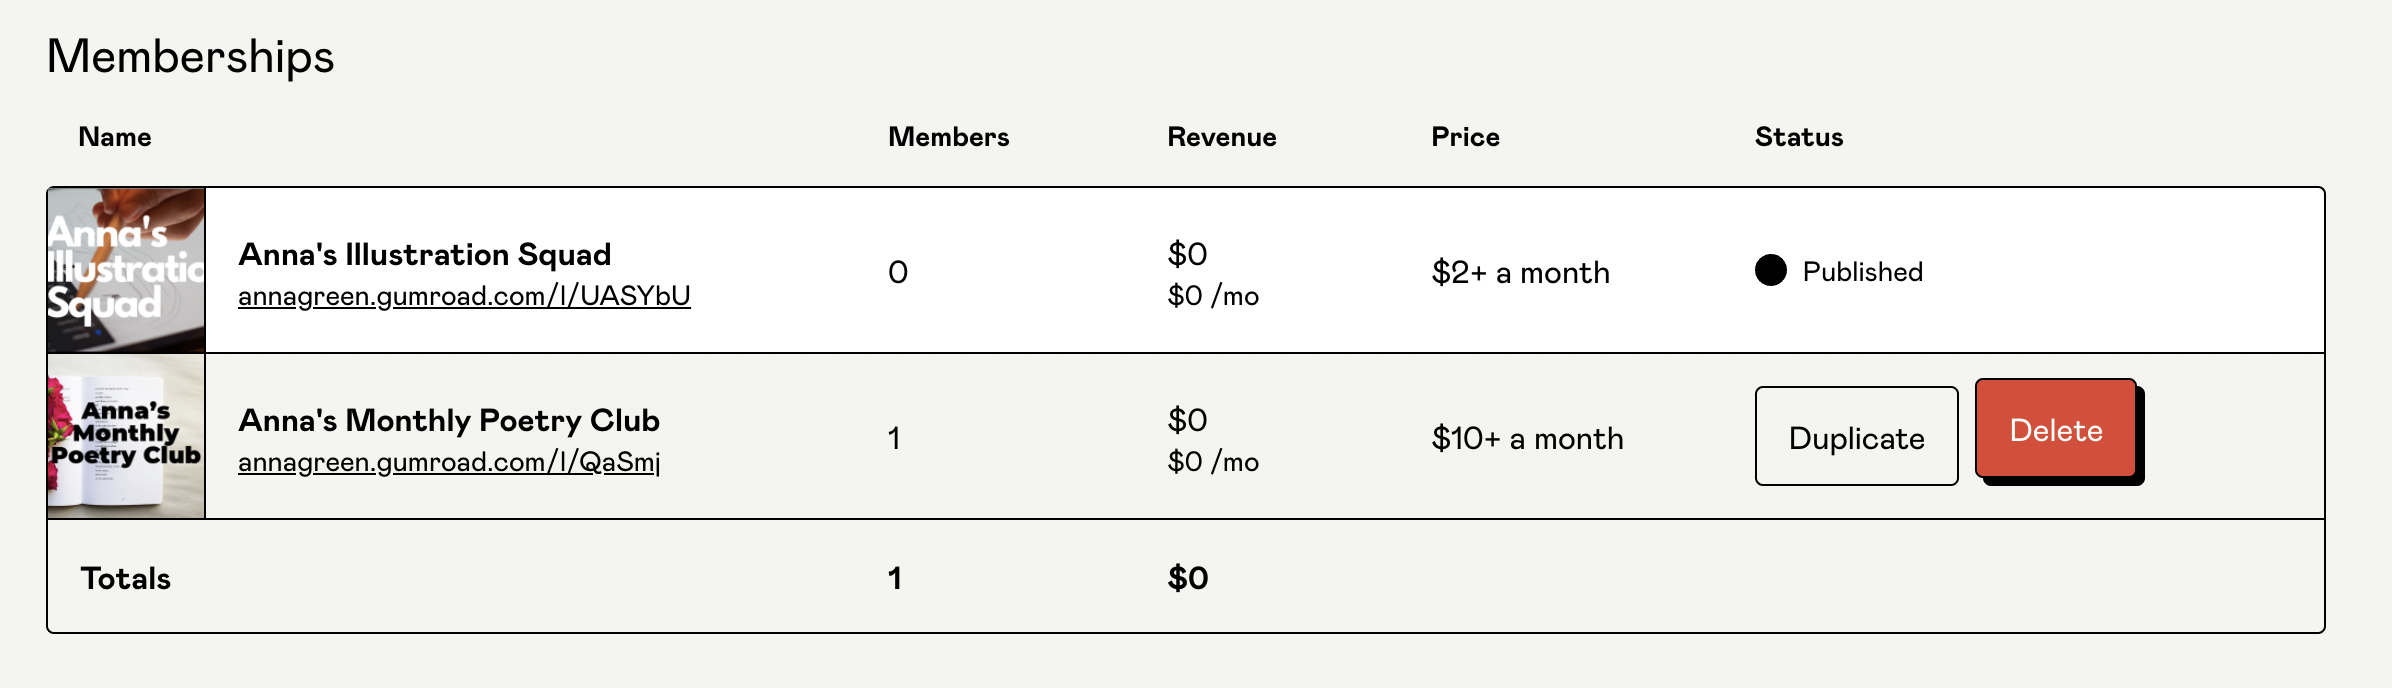 Memberships
Name Members Revenue Price Status
Anna's
Illustratio
Squad
Anna's Illustration Squad
annagreen.gumroad.com/l/UASYbU
0
$0
$0 /mo
$2+ a month
Published
Anna's
Monthly
Poetry Club
Anna's Monthly Poetry Club
annagreen.gumroad.com/l/QaSmj
1
$0
$0 /mo
$10+ a month
Duplicate
Delete
Totals 1 $0